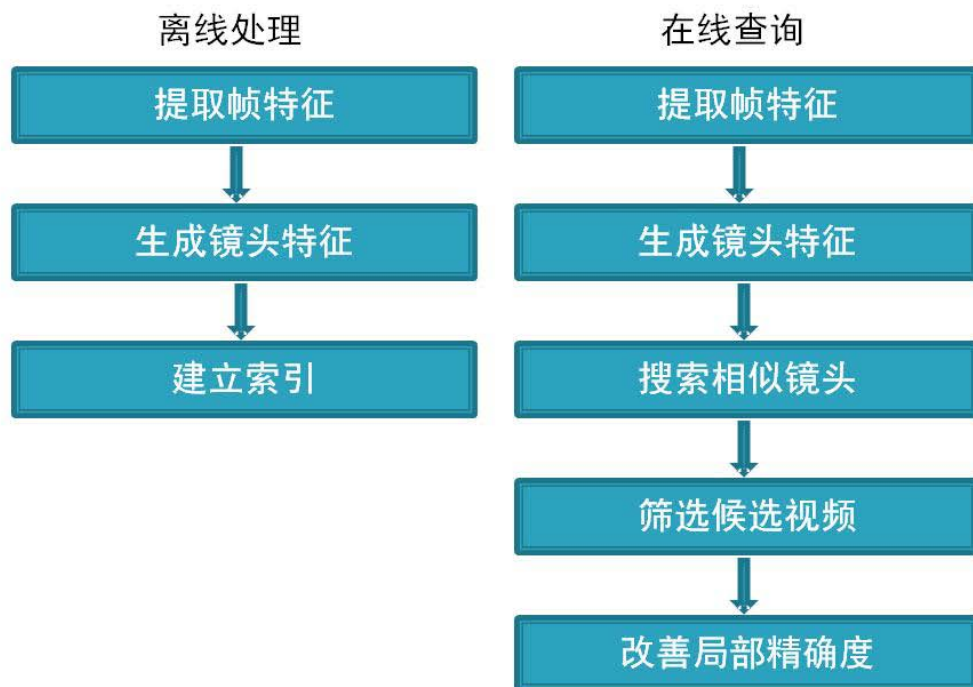 离线处理
提取帧特征
生成镜头特征
建立索引
在线查询
提取帧特征
生成镜头特征
搜索相似镜头
筛选候选视频
改善局部精确度